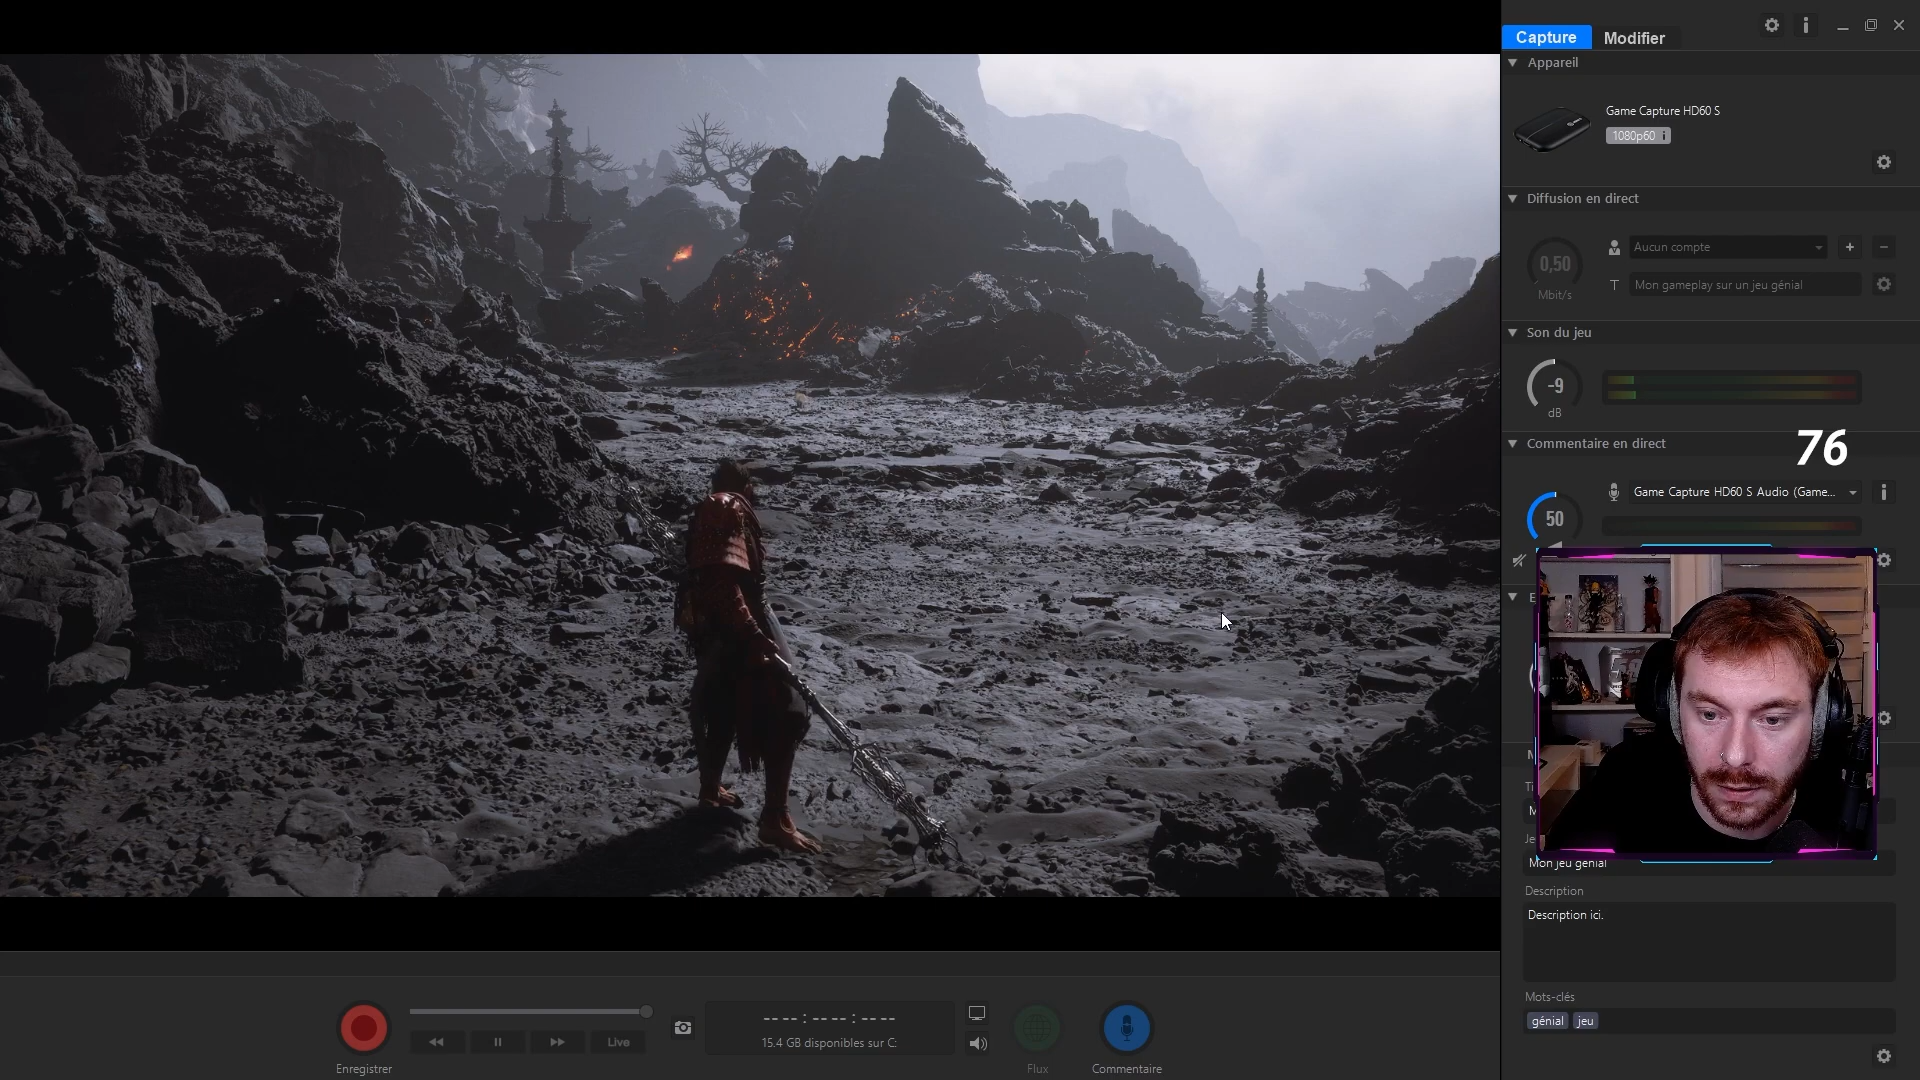 Capture Modifier
Appareil
Game Capture HD60 S
1080p60 i
Diffusion en direct
0,50
Mbit/s
Aucun compte
T Mon gameplay sur un jeu génial
Son du jeu
-9
dB
Commentaire en direct
76
50
Game Capture HD60 S Audio (Game...
E
M
Je
Mon jeu génial
Description
Description ici.
Mots-clés
génial jeu
Live
-- -- : -- -- : -- --
15.4 GB disponibles sur C:
Enregistrer
Flux
Commentaire